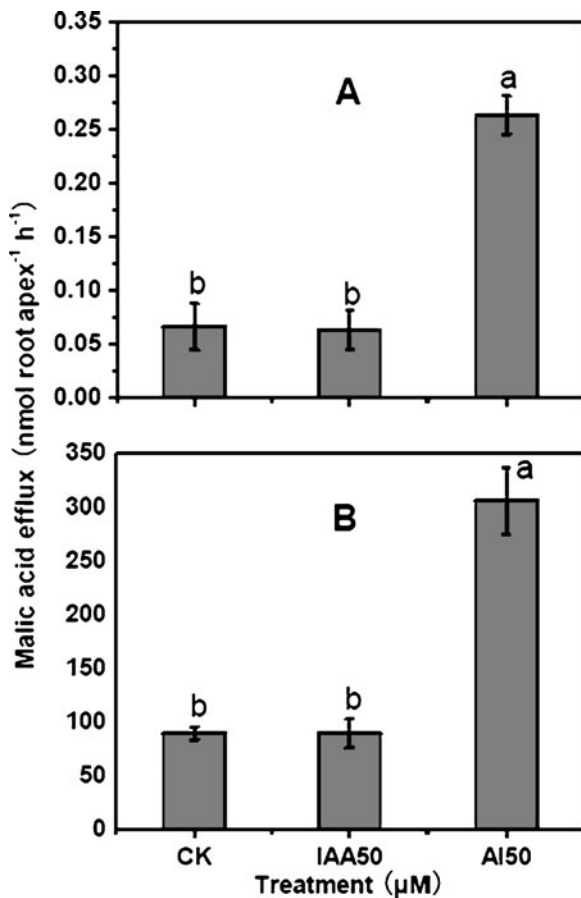 0.35
0.30
0.25
0.20
0.15
0.10
0.05
0.00
A
b
b
a
Malic acid efflux (nmol root apex⁻¹ h⁻¹)
350
300
250
200
150
100
50
0
B
b
b
a
CK IAA50 Al50
Treatment (μM)